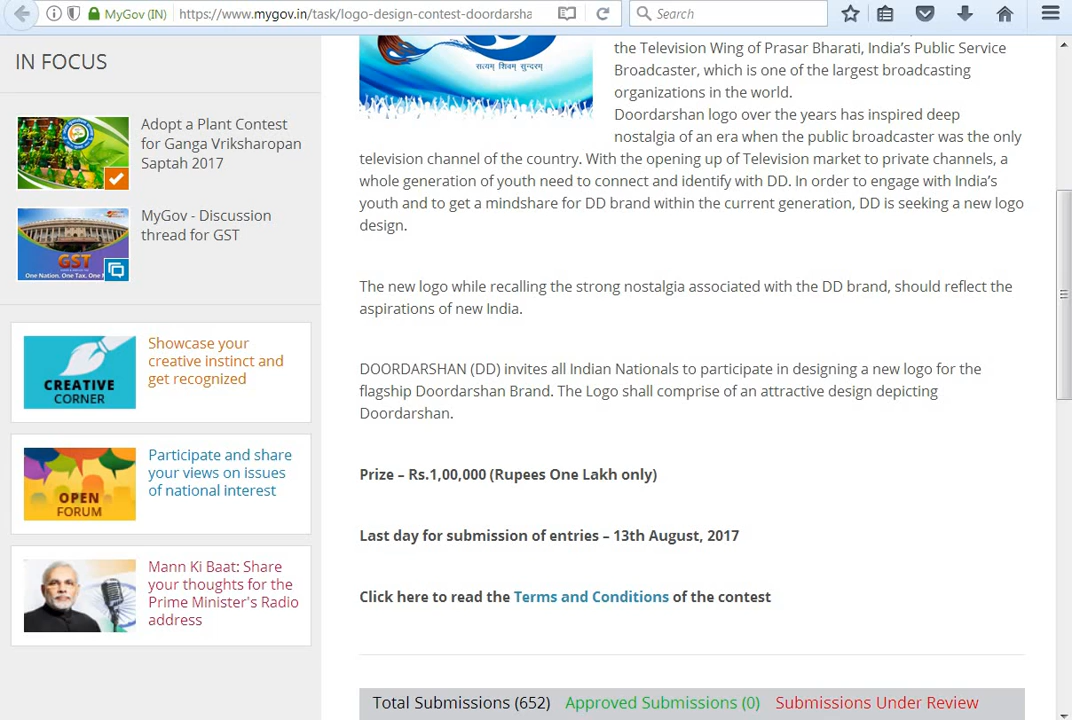 MyGov (IN)
https://www.mygov.in/task/logo-design-contest-doordarsha
Search
IN FOCUS
Adopt a Plant Contest
for Ganga Vriksharopan
Saptah 2017
MyGov - Discussion
thread for GST
GST
One Nation, One Tax, One
CREATIVE
CORNER
Showcase your
creative instinct and
get recognized
OPEN
FORUM
Participate and share
your views on issues
of national interest
Mann Ki Baat: Share
your thoughts for the
Prime Minister's Radio
address
सत्यम् शिवम् सुन्दरम्
the Television Wing of Prasar Bharati, India’s Public Service
Broadcaster, which is one of the largest broadcasting
organizations in the world.
Doordarshan logo over the years has inspired deep
nostalgia of an era when the public broadcaster was the only
television channel of the country. With the opening up of Television market to private channels, a
whole generation of youth need to connect and identify with DD. In order to engage with India’s
youth and to get a mindshare for DD brand within the current generation, DD is seeking a new logo
design.
The new logo while recalling the strong nostalgia associated with the DD brand, should reflect the
aspirations of new India.
DOORDARSHAN (DD) invites all Indian Nationals to participate in designing a new logo for the
flagship Doordarshan Brand. The Logo shall comprise of an attractive design depicting
Doordarshan.
Prize – Rs.1,00,000 (Rupees One Lakh only)
Last day for submission of entries – 13th August, 2017
Click here to read the Terms and Conditions of the contest
Total Submissions (652) Approved Submissions (0) Submissions Under Review